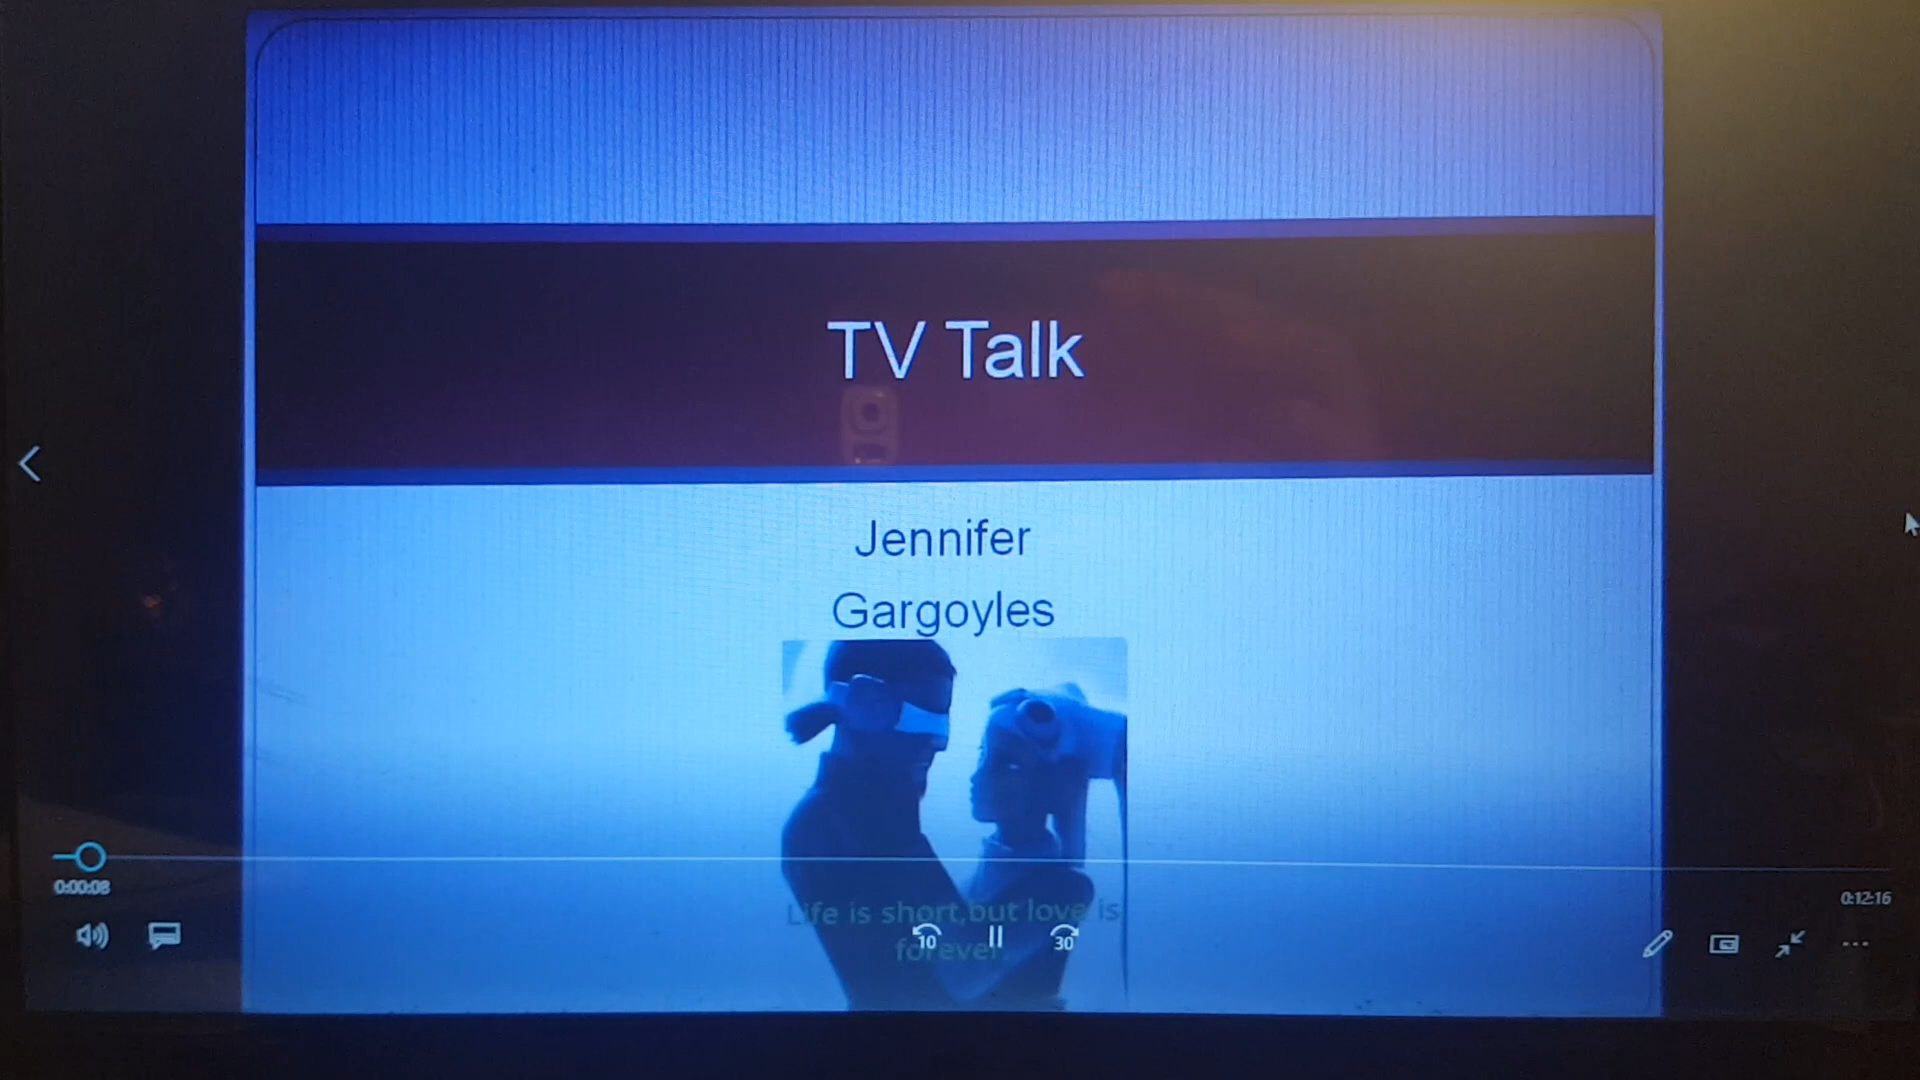 TV Talk
Jennifer
Gargoyles
Life is short,but love is
forever.
0:00:08
0:12:16
10
30